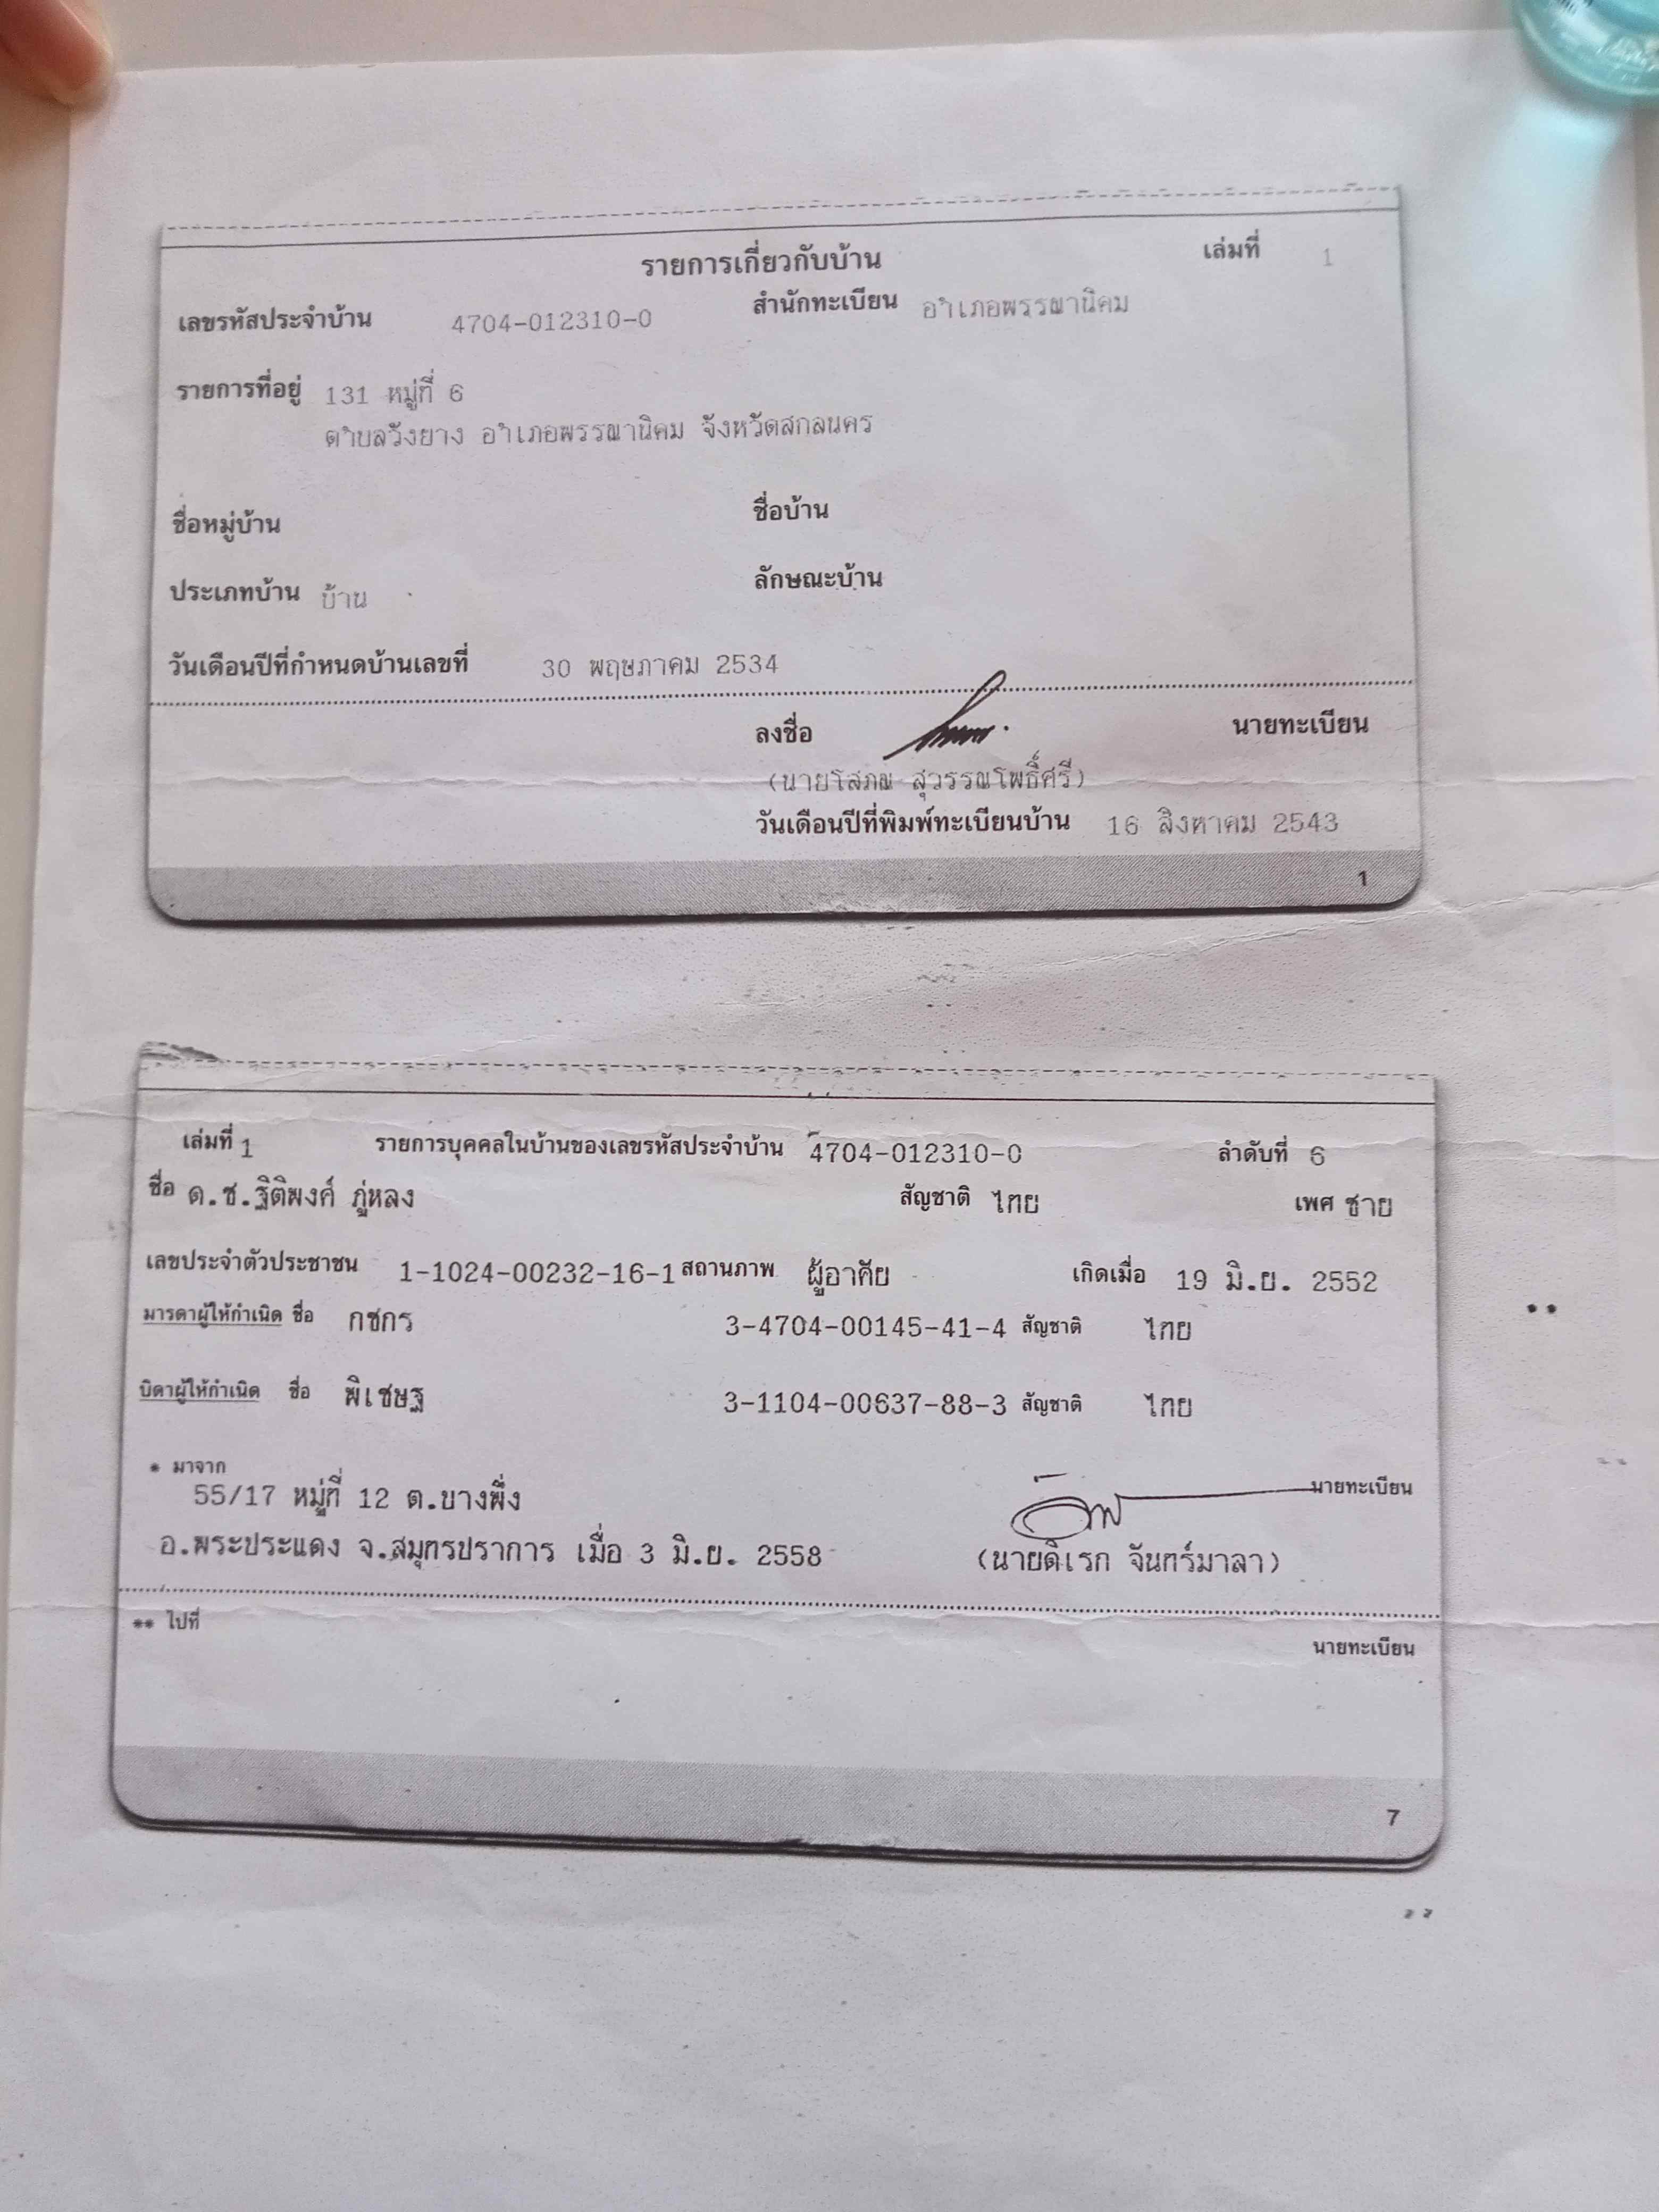 รายการเกี่ยวกับบ้าน เล่มที่ 1
เลขรหัสประจำบ้าน 4704-012310-0 สำนักทะเบียน อำเภอพรรณานิคม
รายการที่อยู่ 131 หมู่ที่ 6
ตำบลวังยาง อำเภอพรรณานิคม จังหวัดสกลนคร
ชื่อหมู่บ้าน ชื่อบ้าน
ประเภทบ้าน บ้าน ลักษณะบ้าน
วันเดือนปีที่กำหนดบ้านเลขที่ 30 พฤษภาคม 2534
ลงชื่อ นายทะเบียน
(นายโสภณ สุวรรณโพธิ์ศรี)
วันเดือนปีที่พิมพ์ทะเบียนบ้าน 16 สิงหาคม 2543
1
เล่มที่ 1 รายการบุคคลในบ้านของเลขรหัสประจำบ้าน 4704-012310-0 ลำดับที่ 6
ชื่อ ด.ช.ฐิติพงศ์ ภู่หลง สัญชาติ ไทย เพศ ชาย
เลขประจำตัวประชาชน 1-1024-00232-16-1 สถานภาพ ผู้อาศัย เกิดเมื่อ 19 มิ.ย. 2552
มารดาผู้ให้กำเนิด ชื่อ กชกร 3-4704-00145-41-4 สัญชาติ ไทย
บิดาผู้ให้กำเนิด ชื่อ พิเชษฐ 3-1104-00637-88-3 สัญชาติ ไทย
* มาจาก
55/17 หมู่ที่ 12 ต.บางพึ่ง นายทะเบียน
อ.พระประแดง จ.สมุทรปราการ เมื่อ 3 มิ.ย. 2558 (นายดิเรก จันทร์มาลา)
** ไปที่
นายทะเบียน
7